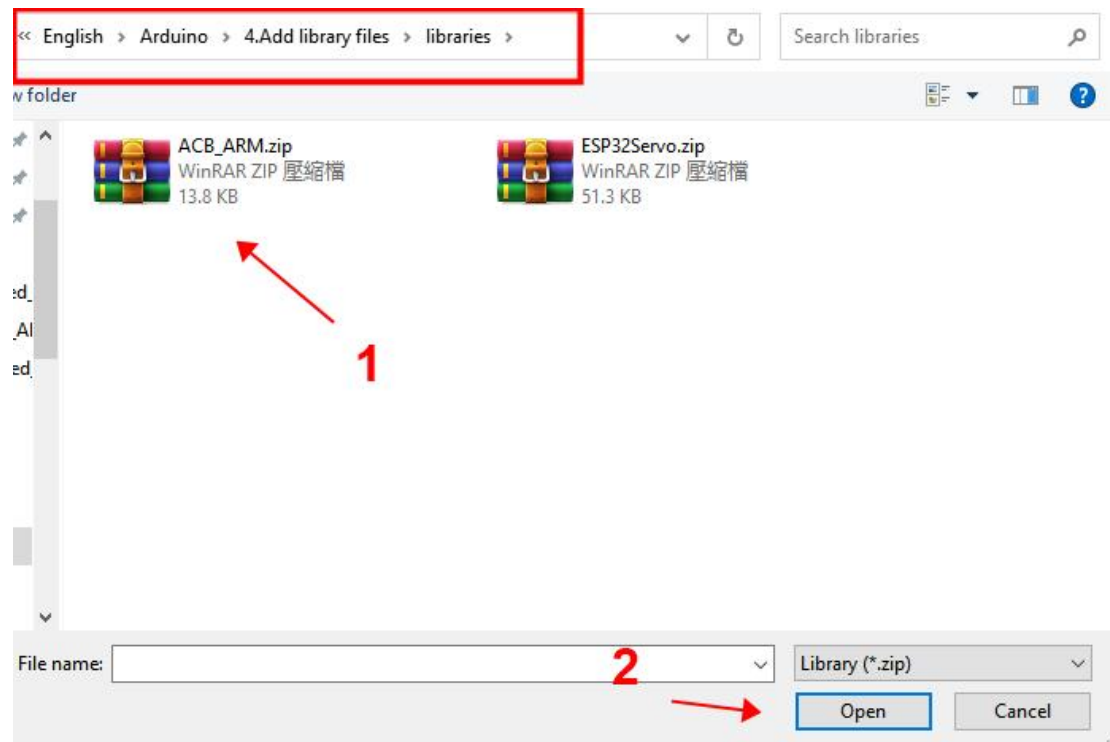 « English > Arduino > 4.Add library files > libraries >
Search libraries
w folder
?
ACB_ARM.zip
WinRAR ZIP 壓縮檔
13.8 KB
ESP32Servo.zip
WinRAR ZIP 壓縮檔
51.3 KB
ed_
_AI
ed_
1
File name:
2
Library (*.zip)
Open
Cancel